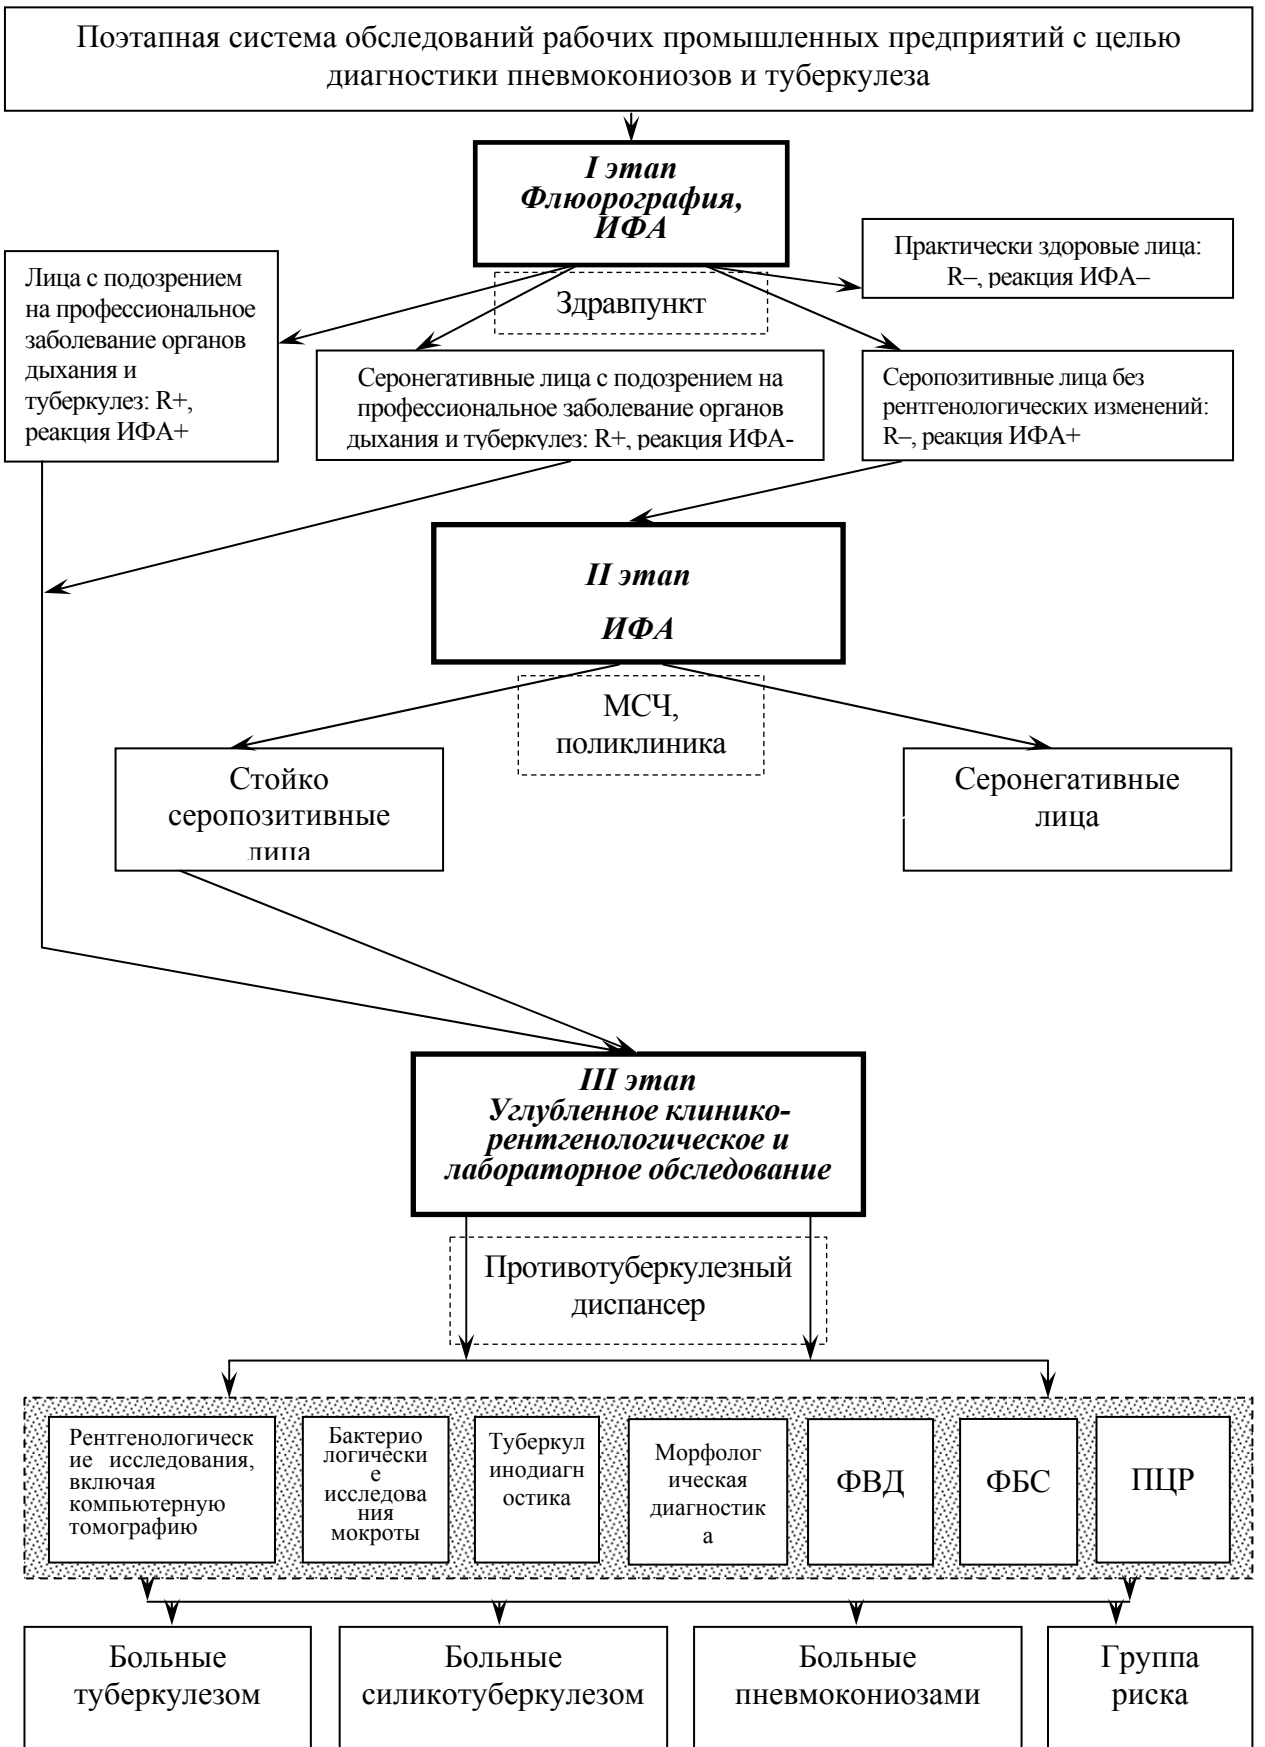 Поэтапная система обследований рабочих промышленных предприятий с целью
диагностики пневмокониозов и туберкулеза
I этап
Флюорография,
ИФА
Здравпункт
Практически здоровые лица:
R–, реакция ИФА–
Лица с подозрением
на профессиональное
заболевание органов
дыхания и
туберкулез: R+,
реакция ИФА+
Серонегативные лица с подозрением на
профессиональное заболевание органов
дыхания и туберкулез: R+, реакция ИФА-
Серопозитивные лица без
рентгенологических изменений:
R–, реакция ИФА+
II этап
ИФА
МСЧ,
поликлиника
Стойко
серопозитивные
лица
Серонегативные
лица
III этап
Углубленное клинико-
рентгенологическое и
лабораторное обследование
Противотуберкулезный
диспансер
Рентгенологическ
ие исследования,
включая
компьютерную
томографию
Бактерио
логически
е
исследова
ния
мокроты
Туберкул
инодиагн
остика
Морфолог
ическая
диагностик
а
ФВД
ФБС
ПЦР
Больные
туберкулезом
Больные
силикотуберкулезом
Больные
пневмокониозами
Группа
риска